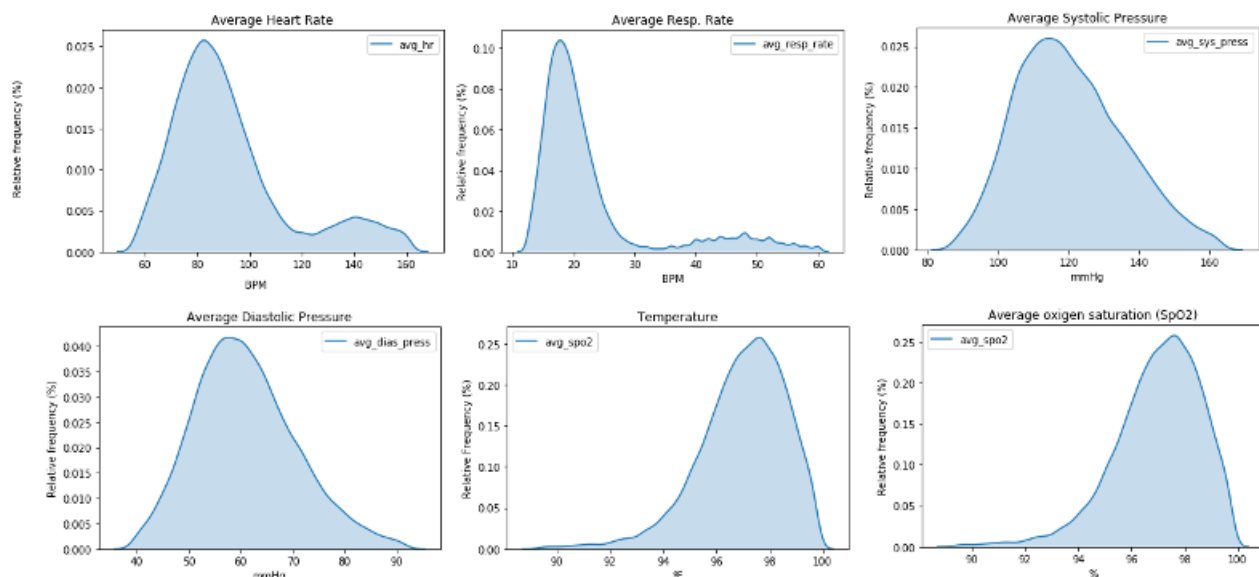 Average Heart Rate
avg_hr
Relative frequency (%)
0.025
0.020
0.015
0.010
0.005
0.000
60 80 100 120 140 160
BPM
Average Resp. Rate
avg_resp_rate
Relative frequency (%)
0.10
0.08
0.06
0.04
0.02
0.00
10 20 30 40 50 60
BPM
Average Systolic Pressure
avg_sys_press
Relative frequency (%)
0.025
0.020
0.015
0.010
0.005
0.000
80 100 120 140 160
mmHg
Average Diastolic Pressure
avg_dias_press
Relative frequency (%)
0.040
0.035
0.030
0.025
0.020
0.015
0.010
0.005
0.000
40 50 60 70 80 90
mmHg
Temperature
avg_spo2
Relative Frequency (%)
0.25
0.20
0.15
0.10
0.05
0.00
90 92 94 96 98 100
Average oxigen saturation (SpO2)
avg_spo2
Relative frequency (%)
0.25
0.20
0.15
0.10
0.05
0.00
90 92 94 96 98 100
%